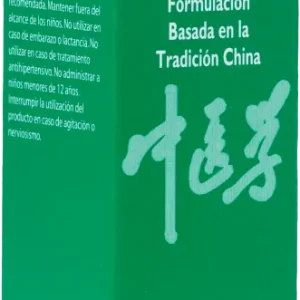 recomendada. Mantener fuera del
alcance de los niños. No utilizar en
caso de embarazo o lactancia. No
utilizar en caso de tratamiento
antihipertensivo. No administrar a
niños menores de 12 años.
Interrumpir la utilización del
producto en caso de agitación o
nerviosismo.
Formulación
Basada en la
Tradición China
中医学